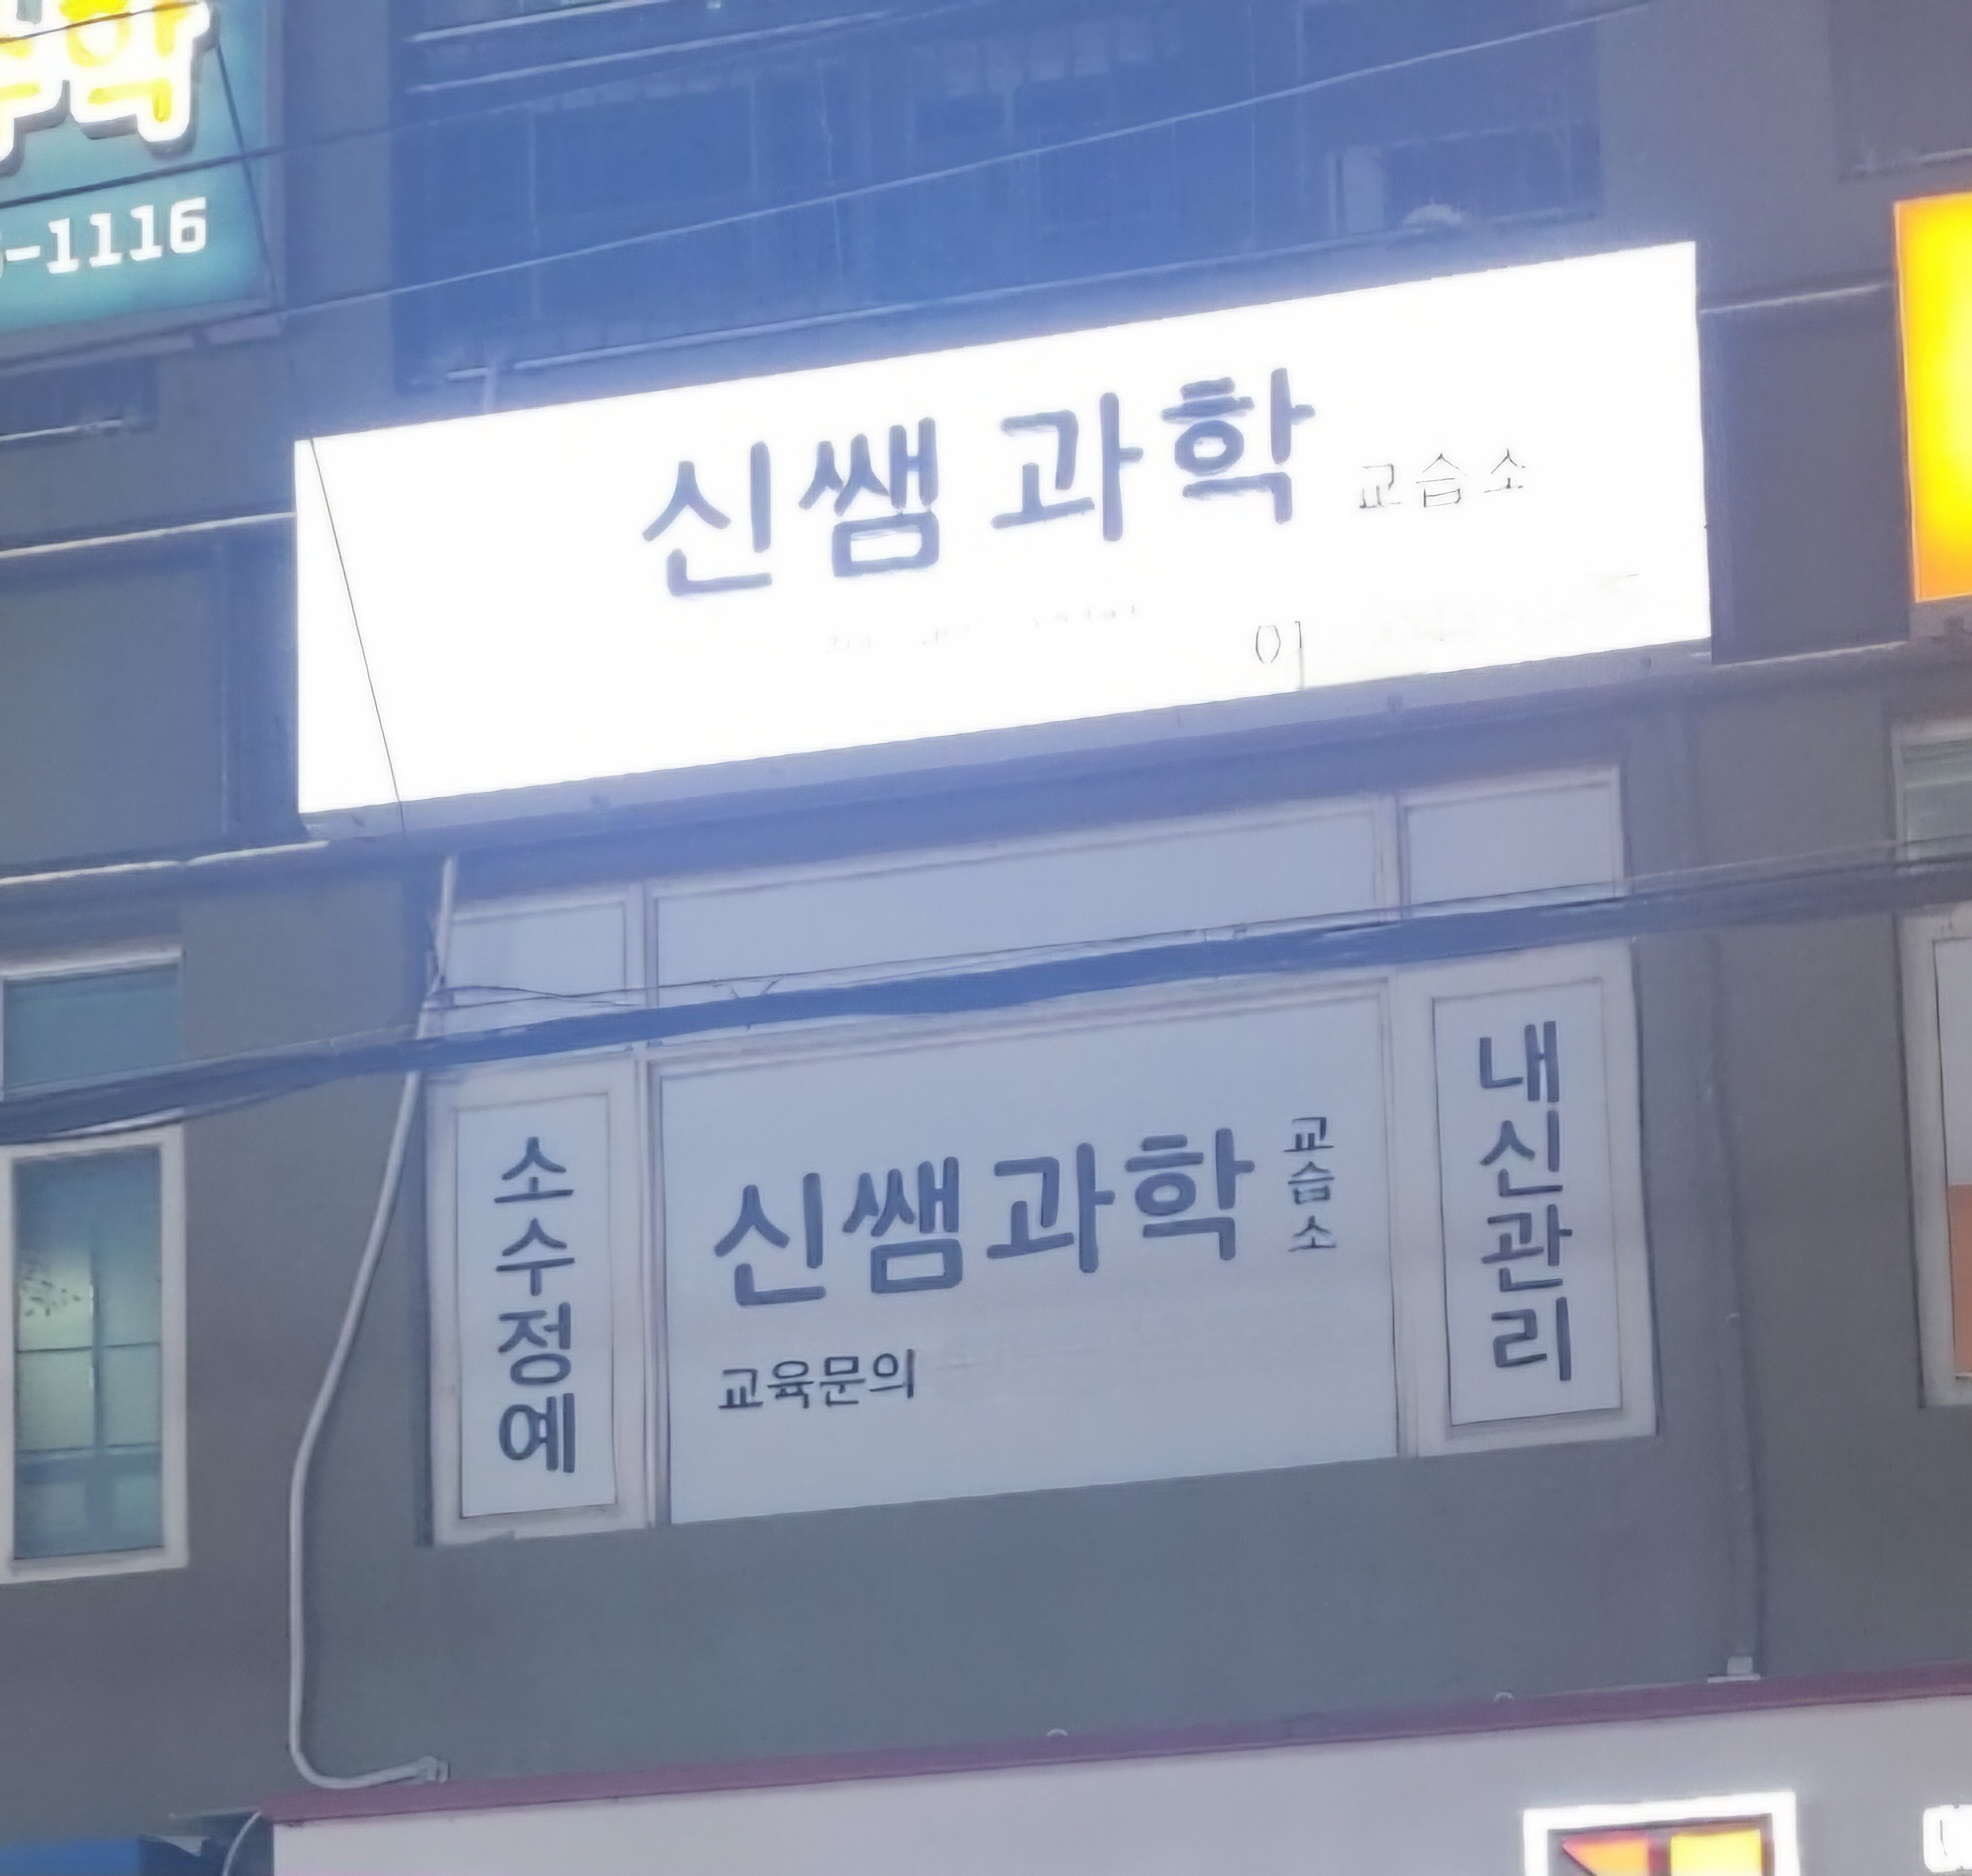 -1116
신쌤 과학 교습소
01
소수정예
신쌤과학 교습소
교육문의
내신관리